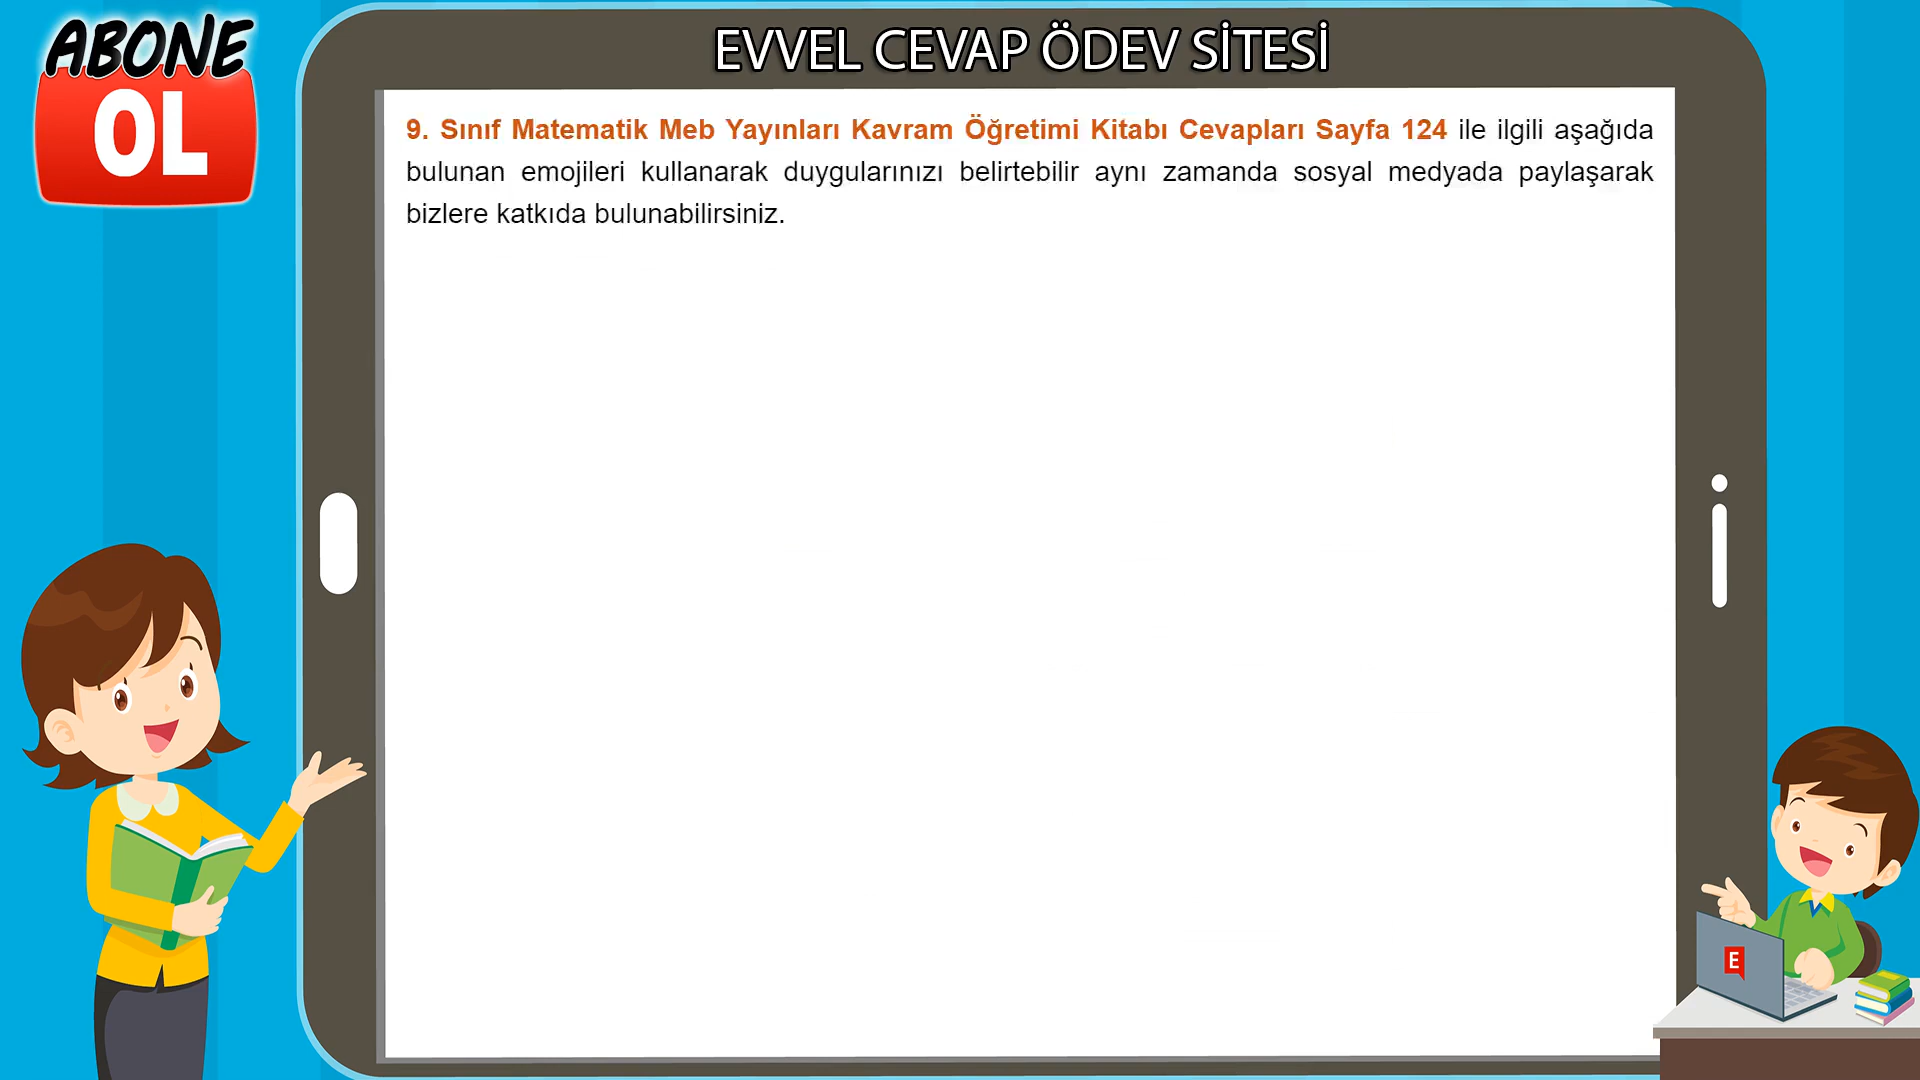 ABONE
OL
EVVEL CEVAP ÖDEV SİTESİ
9. Sınıf Matematik Meb Yayınları Kavram Öğretimi Kitabı Cevapları Sayfa 124 ile ilgili aşağıda
bulunan emojileri kullanarak duygularınızı belirtebilir aynı zamanda sosyal medyada paylaşarak
bizlere katkıda bulunabilirsiniz.
E